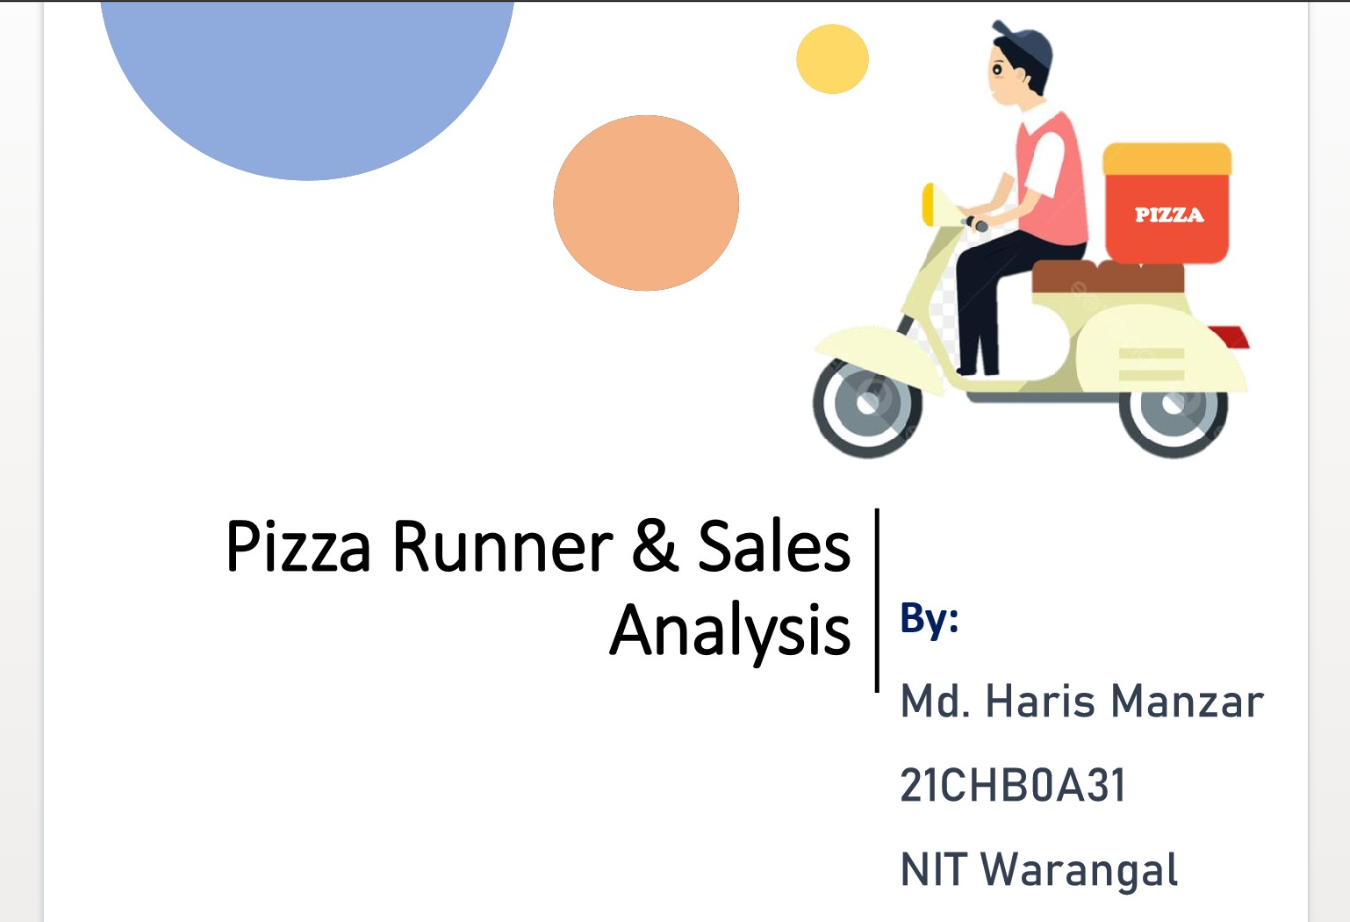 PIZZA
Pizza Runner & Sales
Analysis
By:
Md. Haris Manzar
21CHB0A31
NIT Warangal